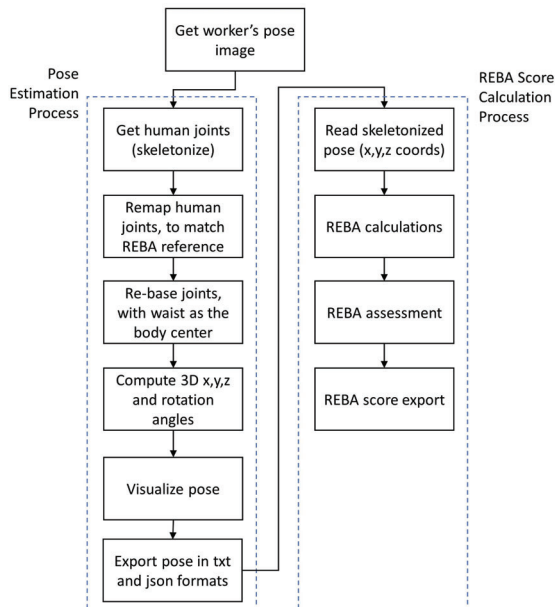 Get worker's pose
image
Pose
Estimation
Process
Get human joints
(skeletonize)
Remap human
joints, to match
REBA reference
Re-base joints,
with waist as the
body center
Compute 3D x,y,z
and rotation
angles
Visualize pose
Export pose in txt
and json formats
REBA Score
Calculation
Process
Read skeletonized
pose (x,y,z coords)
REBA calculations
REBA assessment
REBA score export